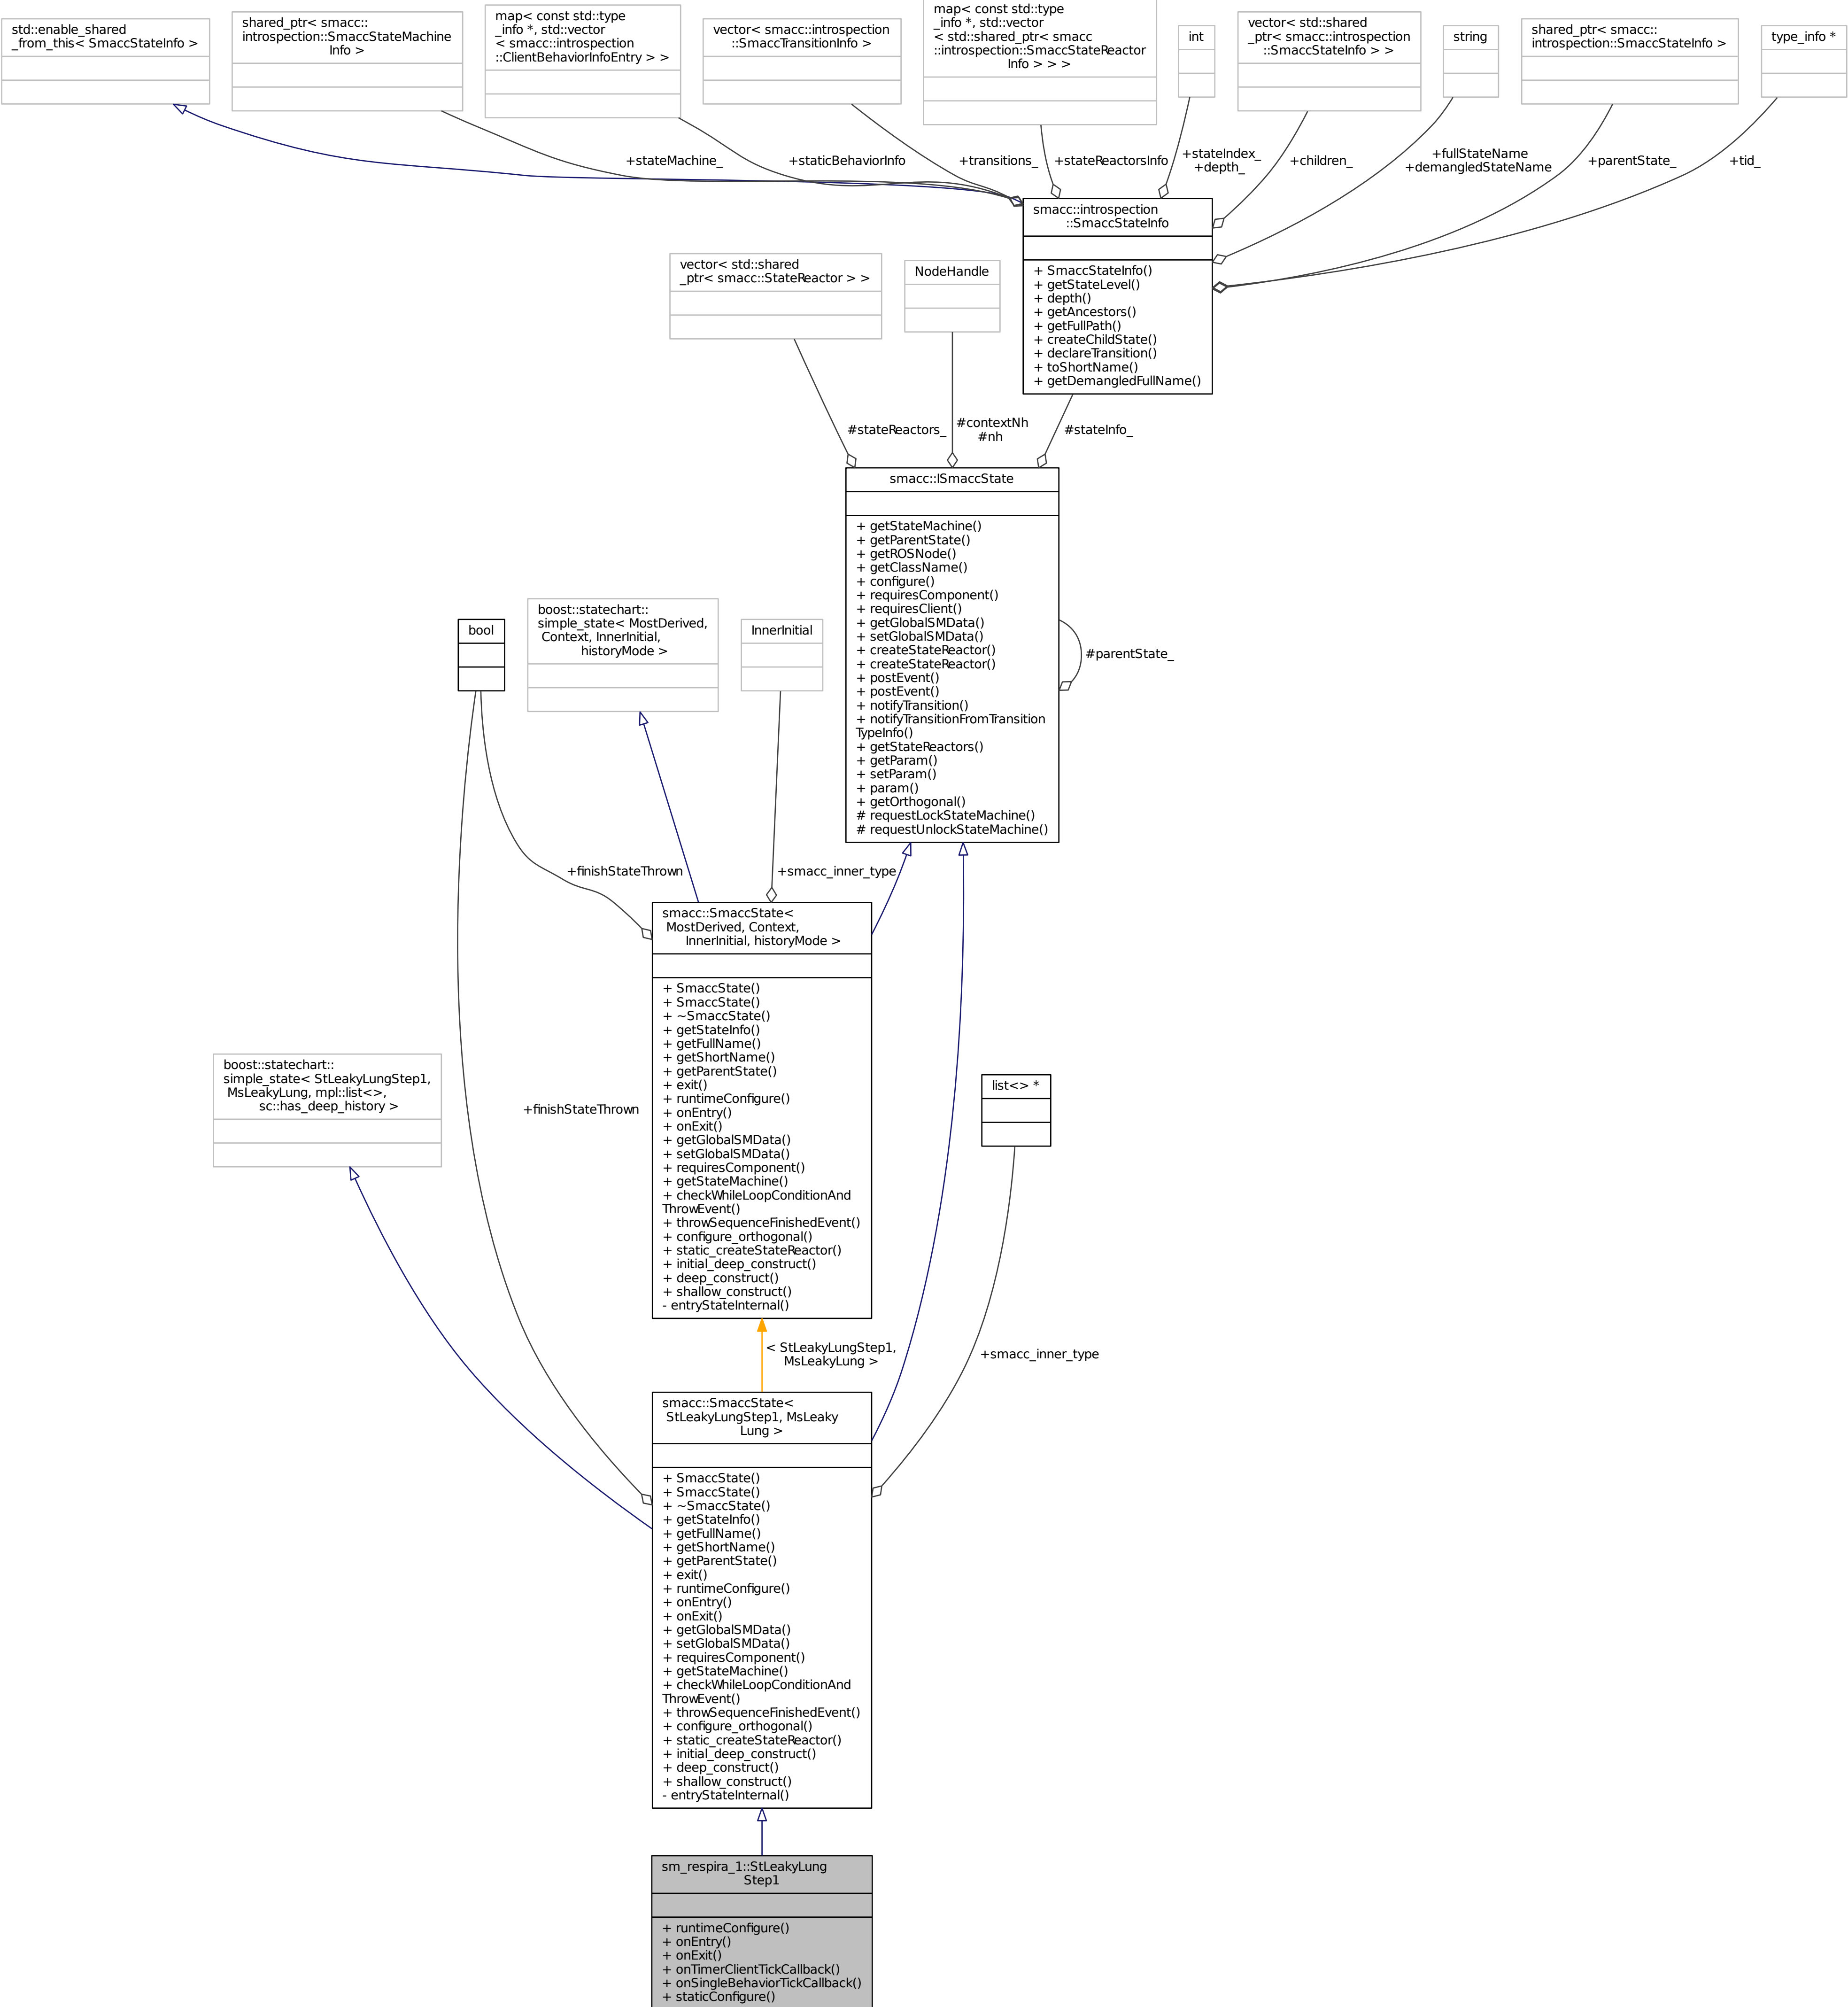 std::enable_shared
_from_this< SmaccStateInfo >
shared_ptr< smacc::
introspection::SmaccStateMachine
Info >
map< const std::type
_info *, std::vector
< smacc::introspection
::ClientBehaviorInfoEntry > >
vector< smacc::introspection
::SmaccTransitionInfo >
map< const std::type
_info *, std::vector
< std::shared_ptr< smacc
::introspection::SmaccStateReactor
Info > > >
int
vector< std::shared
_ptr< smacc::introspection
::SmaccStateInfo > >
string
shared_ptr< smacc::
introspection::SmaccStateInfo >
type_info *
+stateMachine_
+staticBehaviorInfo
+transitions_
+stateReactorsInfo
+stateIndex_
+depth_
+children_
+fullStateName
+demangledStateName
+parentState_
+tid_
smacc::introspection
::SmaccStateInfo
+ SmaccStateInfo()
+ getStateLevel()
+ depth()
+ getAncestors()
+ getFullPath()
+ createChildState()
+ declareTransition()
+ toShortName()
+ getDemangledFullName()
vector< std::shared
_ptr< smacc::StateReactor > >
NodeHandle
#stateReactors_
#contextNh
#nh
#stateInfo_
smacc::ISmaccState
+ getStateMachine()
+ getParentState()
+ getROSNode()
+ getClassName()
+ configure()
+ requiresComponent()
+ requiresClient()
+ getGlobalSMData()
+ setGlobalSMData()
+ createStateReactor()
+ createStateReactor()
+ postEvent()
+ postEvent()
+ notifyTransition()
+ notifyTransitionFromTransition
TypeInfo()
+ getStateReactors()
+ getParam()
+ setParam()
+ param()
+ getOrthogonal()
# requestLockStateMachine()
# requestUnlockStateMachine()
#parentState_
bool
boost::statechart::
simple_state< MostDerived,
Context, InnerInitial,
historyMode >
InnerInitial
+finishStateThrown
+smacc_inner_type
smacc::SmaccState<
MostDerived, Context,
InnerInitial, historyMode >
+ SmaccState()
+ SmaccState()
+ ~SmaccState()
+ getStateInfo()
+ getFullName()
+ getShortName()
+ getParentState()
+ exit()
+ runtimeConfigure()
+ onEntry()
+ onExit()
+ getGlobalSMData()
+ setGlobalSMData()
+ requiresComponent()
+ getStateMachine()
+ checkWhileLoopConditionAnd
ThrowEvent()
+ throwSequenceFinishedEvent()
+ configure_orthogonal()
+ static_createStateReactor()
+ initial_deep_construct()
+ deep_construct()
+ shallow_construct()
- entryStateInternal()
boost::statechart::
simple_state< StLeakyLungStep1,
MsLeakyLung, mpl::list<>,
sc::has_deep_history >
+finishStateThrown
list<> *
< StLeakyLungStep1,
MsLeakyLung >
+smacc_inner_type
smacc::SmaccState<
StLeakyLungStep1, MsLeaky
Lung >
+ SmaccState()
+ SmaccState()
+ ~SmaccState()
+ getStateInfo()
+ getFullName()
+ getShortName()
+ getParentState()
+ exit()
+ runtimeConfigure()
+ onEntry()
+ onExit()
+ getGlobalSMData()
+ setGlobalSMData()
+ requiresComponent()
+ getStateMachine()
+ checkWhileLoopConditionAnd
ThrowEvent()
+ throwSequenceFinishedEvent()
+ configure_orthogonal()
+ static_createStateReactor()
+ initial_deep_construct()
+ deep_construct()
+ shallow_construct()
- entryStateInternal()
sm_respira_1::StLeakyLung
Step1
+ runtimeConfigure()
+ onEntry()
+ onExit()
+ onTimerClientTickCallback()
+ onSingleBehaviorTickCallback()
+ staticConfigure()